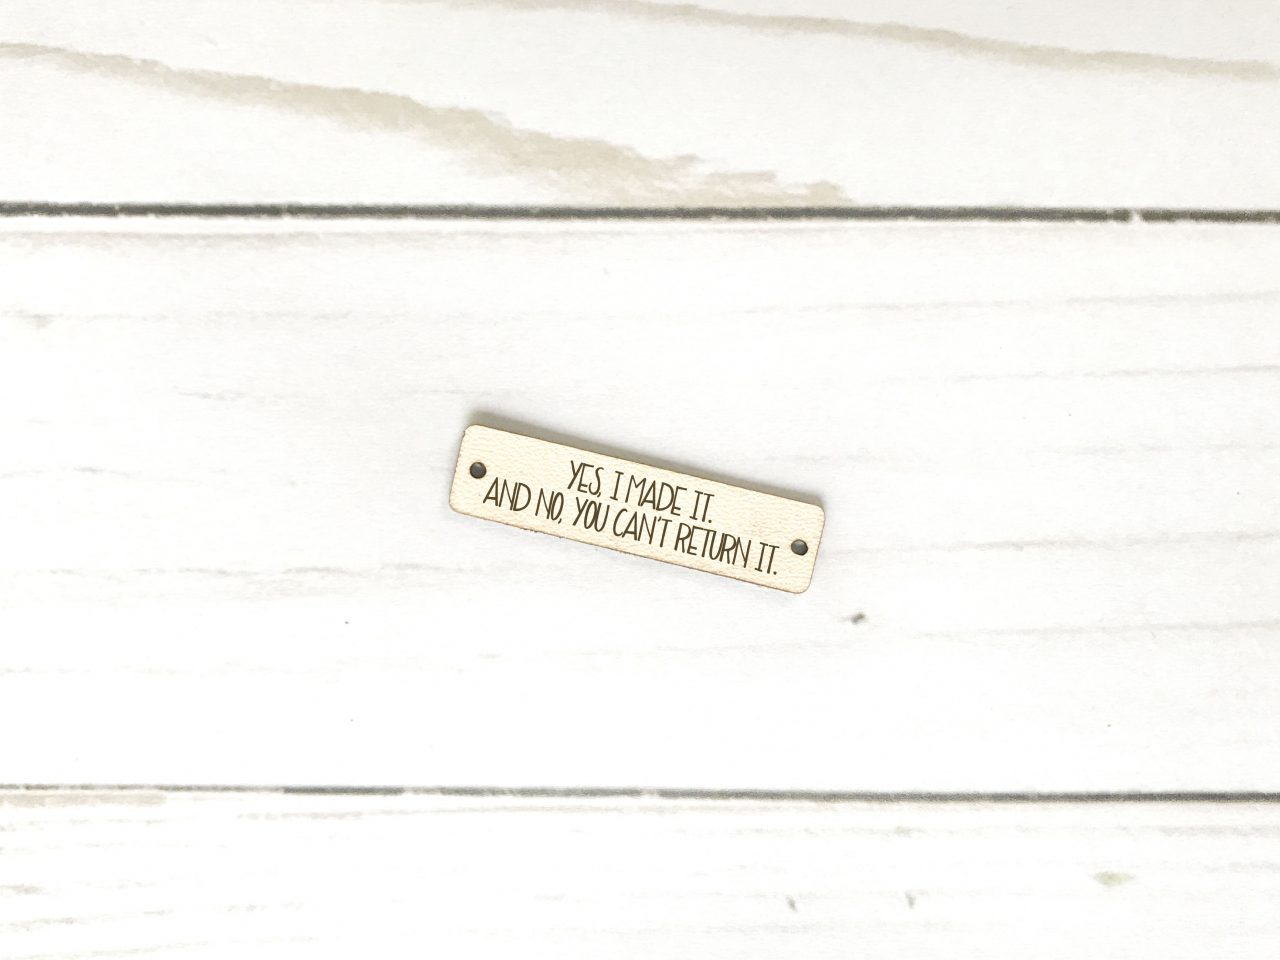 YES, I MADE IT.
AND NO, YOU CAN'T RETURN IT.